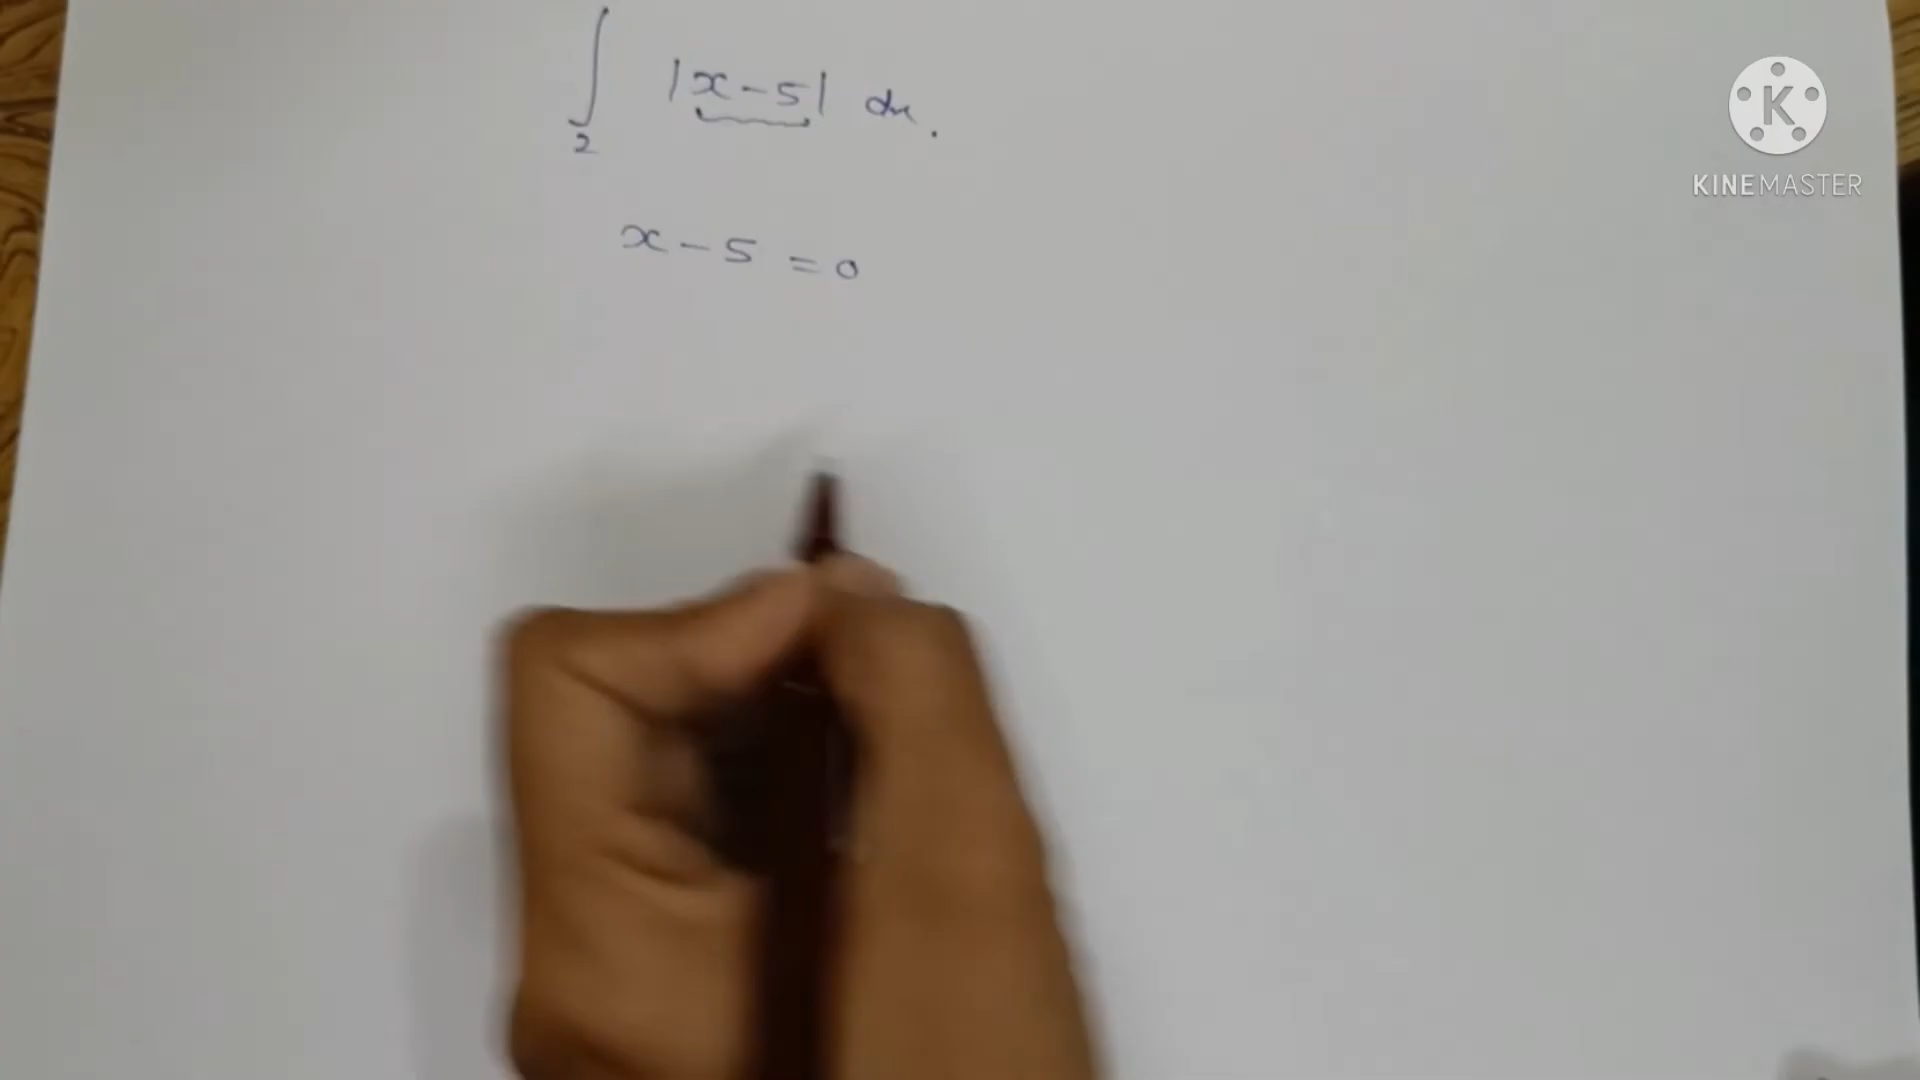 ∫₂ |x-5| dx.
x-5=0
K
KINEMASTER